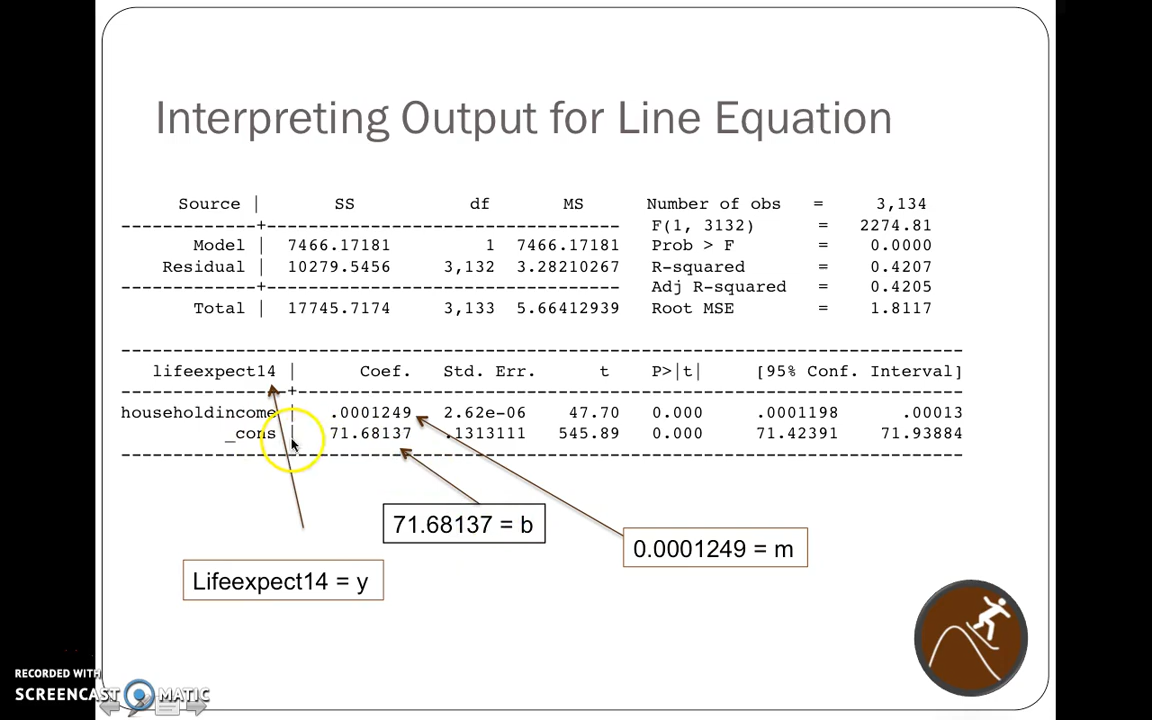 Interpreting Output for Line Equation
Source | SS df MS Number of obs = 3,134
-------------+---------------------------------- F(1, 3132) = 2274.81
Model | 7466.17181 1 7466.17181 Prob > F = 0.0000
Residual | 10279.5456 3,132 3.28210267 R-squared = 0.4207
-------------+---------------------------------- Adj R-squared = 0.4205
Total | 17745.7174 3,133 5.66412939 Root MSE = 1.8117
---------------------------------------------------------------------------------
lifeexpect14 | Coef. Std. Err. t P>|t| [95% Conf. Interval]
----------------+----------------------------------------------------------------
householdincome | .0001249 2.62e-06 47.70 0.000 .0001198 .00013
_cons | 71.68137 .1313111 545.89 0.000 71.42391 71.93884
---------------------------------------------------------------------------------
71.68137 = b
0.0001249 = m
Lifeexpect14 = y
RECORDED WITH
SCREENCAST MATIC